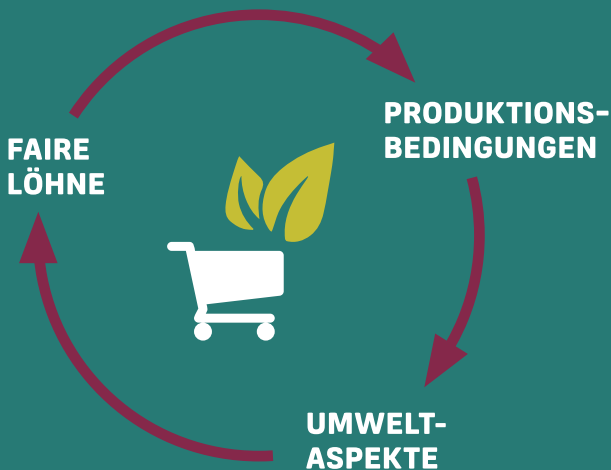 FAIRE
LÖHNE
PRODUKTIONS-
BEDINGUNGEN
UMWELT-
ASPEKTE